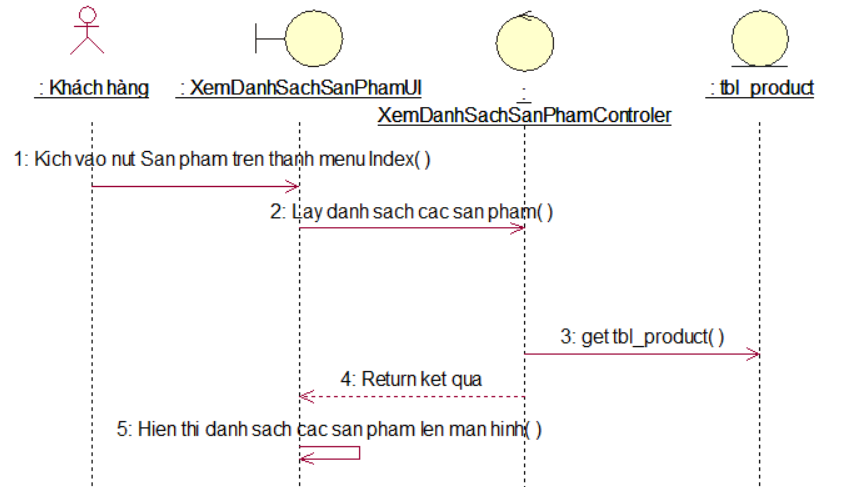 : Khách hàng
: XemDanhSachSanPhamUI
:
XemDanhSachSanPhamControler
: tbl_product
1: Kich vao nut San pham tren thanh menu Index( )
2: Lay danh sach cac san pham( )
3: get tbl_product( )
4: Return ket qua
5: Hien thi danh sach cac san pham len man hinh( )